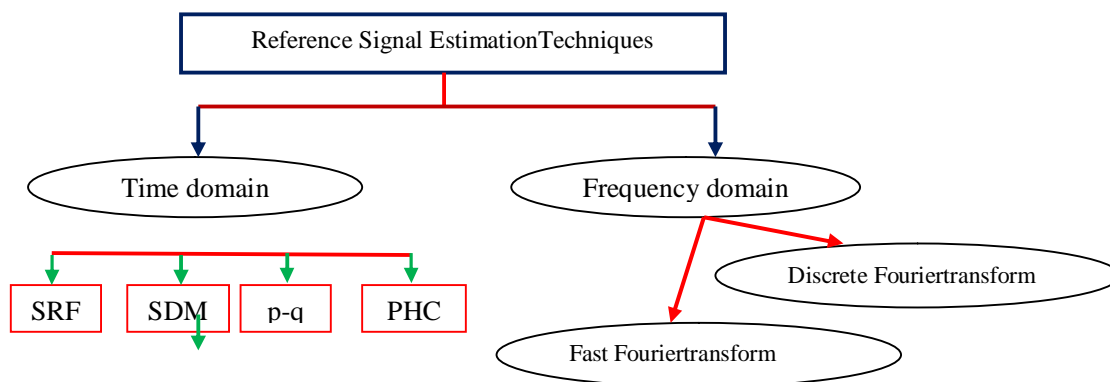 Reference Signal EstimationTechniques
Time domain
Frequency domain
Discrete Fouriertransform
SRF
SDM
p-q
PHC
Fast Fouriertransform